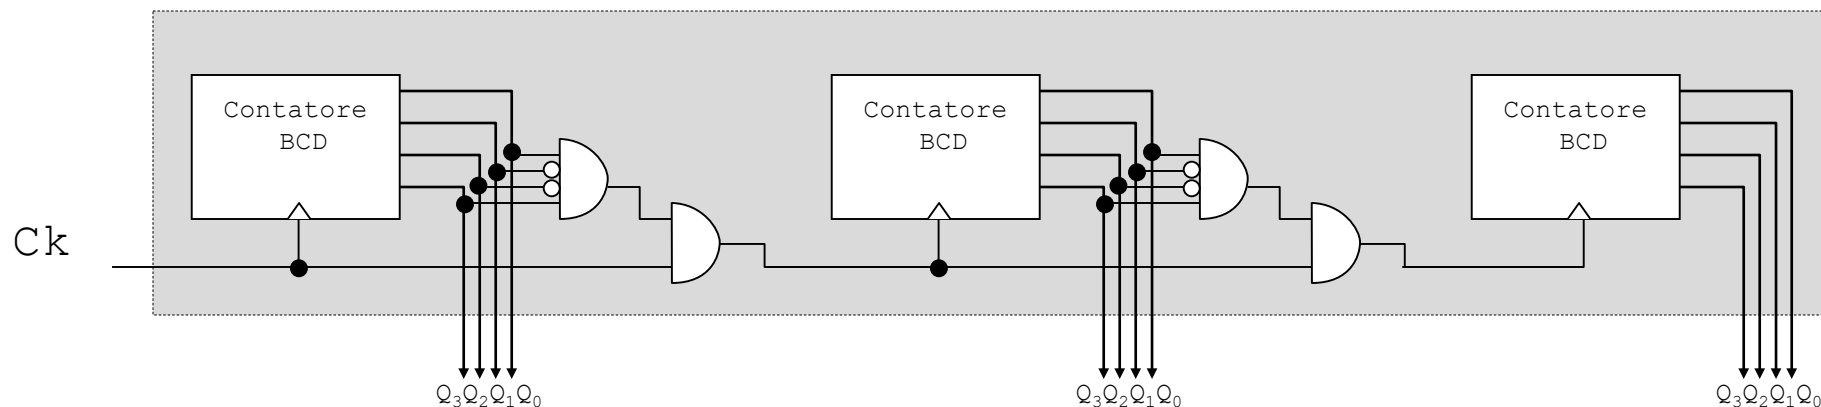 Contatore
BCD
Contatore
BCD
Contatore
BCD
Ck
Q₃Q₂Q₁Q₀
Q₃Q₂Q₁Q₀
Q₃Q₂Q₁Q₀